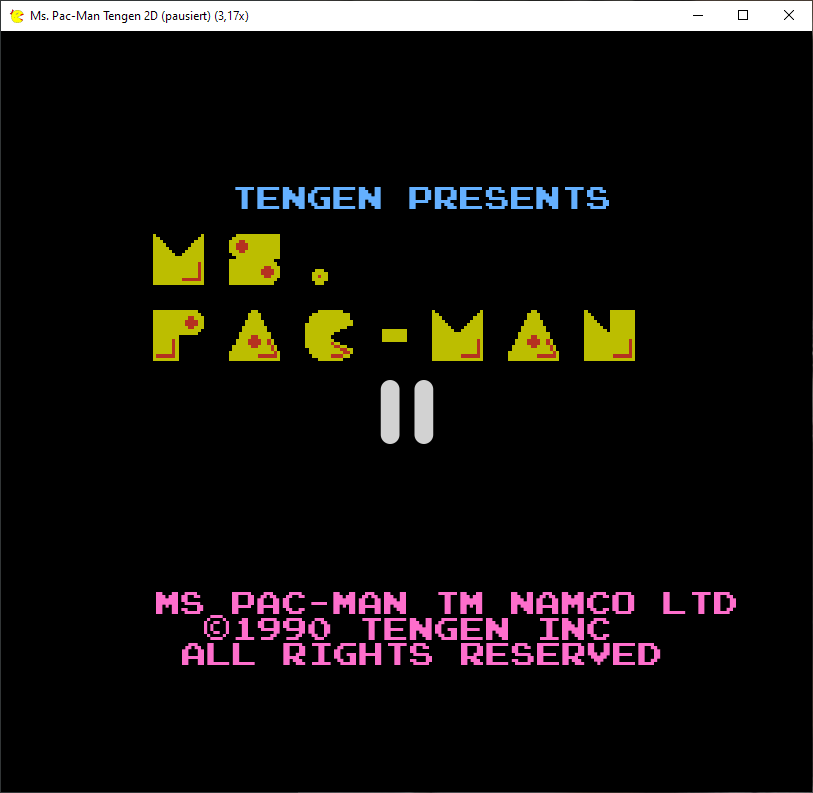 Ms. Pac-Man Tengen 2D (pausiert) (3,17x)
TENGEN PRESENTS
MS.
PAC-MAN
MS PAC-MAN TM NAMCO LTD
©1990 TENGEN INC
ALL RIGHTS RESERVED